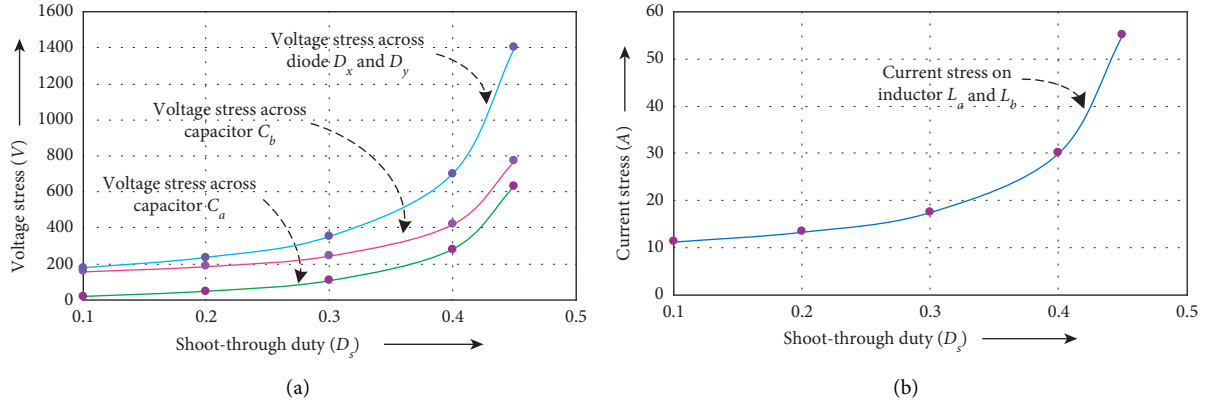 1600
1400
1200
1000
800
600
400
200
0
Voltage stress (V)
Voltage stress across
diode Dx and Dy
Voltage stress across
capacitor Cb
Voltage stress across
capacitor Ca
0.1 0.2 0.3 0.4 0.5
Shoot-through duty (Ds)
(a)
60
50
40
30
20
10
0
Current stress (A)
Current stress on
inductor La and Lb
0.1 0.2 0.3 0.4 0.5
Shoot-through duty (Ds)
(b)